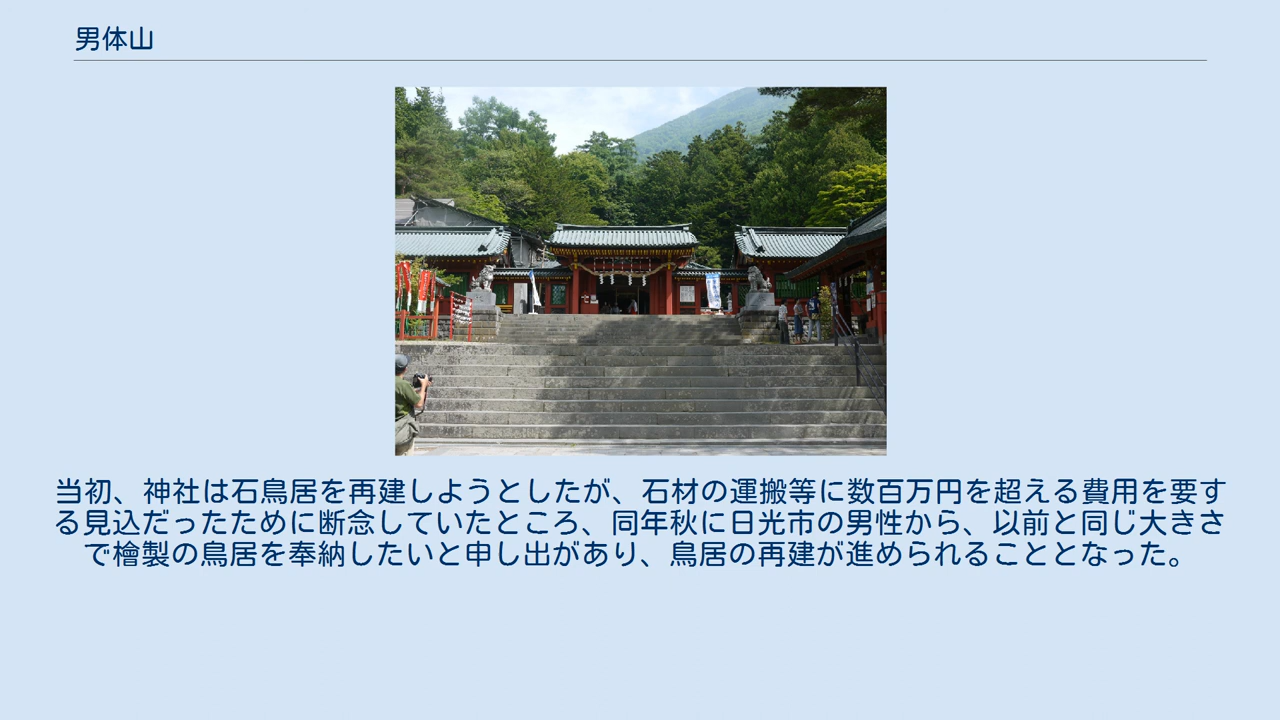 男体山
当初、神社は石鳥居を再建しようとしたが、石材の運搬等に数百万円を超える費用を要す
る見込だったために断念していたところ、同年秋に日光市の男性から、以前と同じ大きさ
で檜製の鳥居を奉納したいと申し出があり、鳥居の再建が進められることとなった。